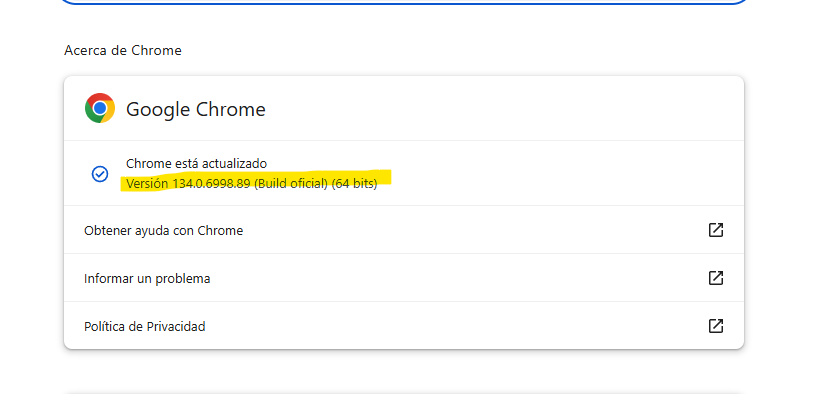 Acerca de Chrome
Google Chrome
Chrome está actualizado
Versión 134.0.6998.89 (Build oficial) (64 bits)
Obtener ayuda con Chrome
Informar un problema
Política de Privacidad